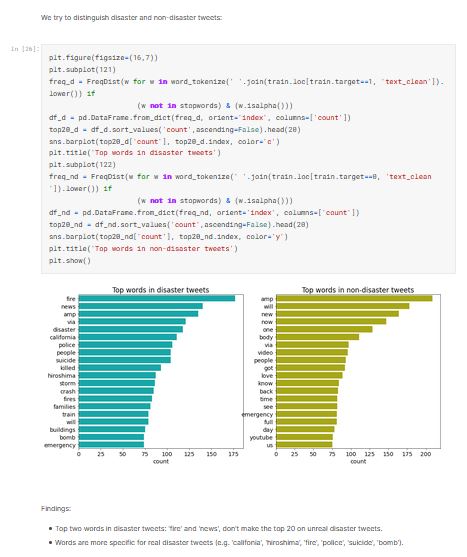 We try to distinguish disaster and non-disaster tweets:
In [26]:
plt.figure(figsize=(16,7))
plt.subplot(121)
freq_d = FreqDist(w for w in word_tokenize(' '.join(train.loc[train.target==1, 'text_clean']).
lower()) if
(w not in stopwords) & (w.isalpha()))
df_d = pd.DataFrame.from_dict(freq_d, orient='index', columns=['count'])
top20_d = df_d.sort_values('count',ascending=False).head(20)
sns.barplot(top20_d['count'], top20_d.index, color='c')
plt.title('Top words in disaster tweets')
plt.subplot(122)
freq_nd = FreqDist(w for w in word_tokenize(' '.join(train.loc[train.target==0, 'text_clean
']).lower()) if
(w not in stopwords) & (w.isalpha()))
df_nd = pd.DataFrame.from_dict(freq_nd, orient='index', columns=['count'])
top20_nd = df_nd.sort_values('count',ascending=False).head(20)
sns.barplot(top20_nd['count'], top20_nd.index, color='y')
plt.title('Top words in non-disaster tweets')
plt.show()
Top words in disaster tweets
fire
news
amp
via
disaster
california
police
people
suicide
killed
hiroshima
storm
crash
fires
families
train
will
buildings
bomb
emergency
0 25 50 75 100 125 150 175
count
Top words in non-disaster tweets
amp
will
new
now
one
body
via
video
people
got
love
know
back
time
see
emergency
full
day
youtube
us
0 25 50 75 100 125 150 175 200
count
Findings:
• Top two words in disaster tweets: 'fire' and 'news', don't make the top 20 on unreal disaster tweets.
• Words are more specific for real disaster tweets (e.g. 'califonia', 'hiroshima', 'fire', 'police', 'suicide', 'bomb').